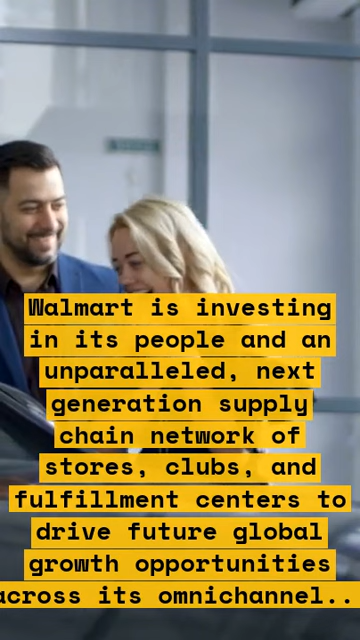 Walmart is investing
in its people and an
unparalleled, next
generation supply
chain network of
stores, clubs, and
fulfillment centers to
drive future global
growth opportunities
across its omnichannel...